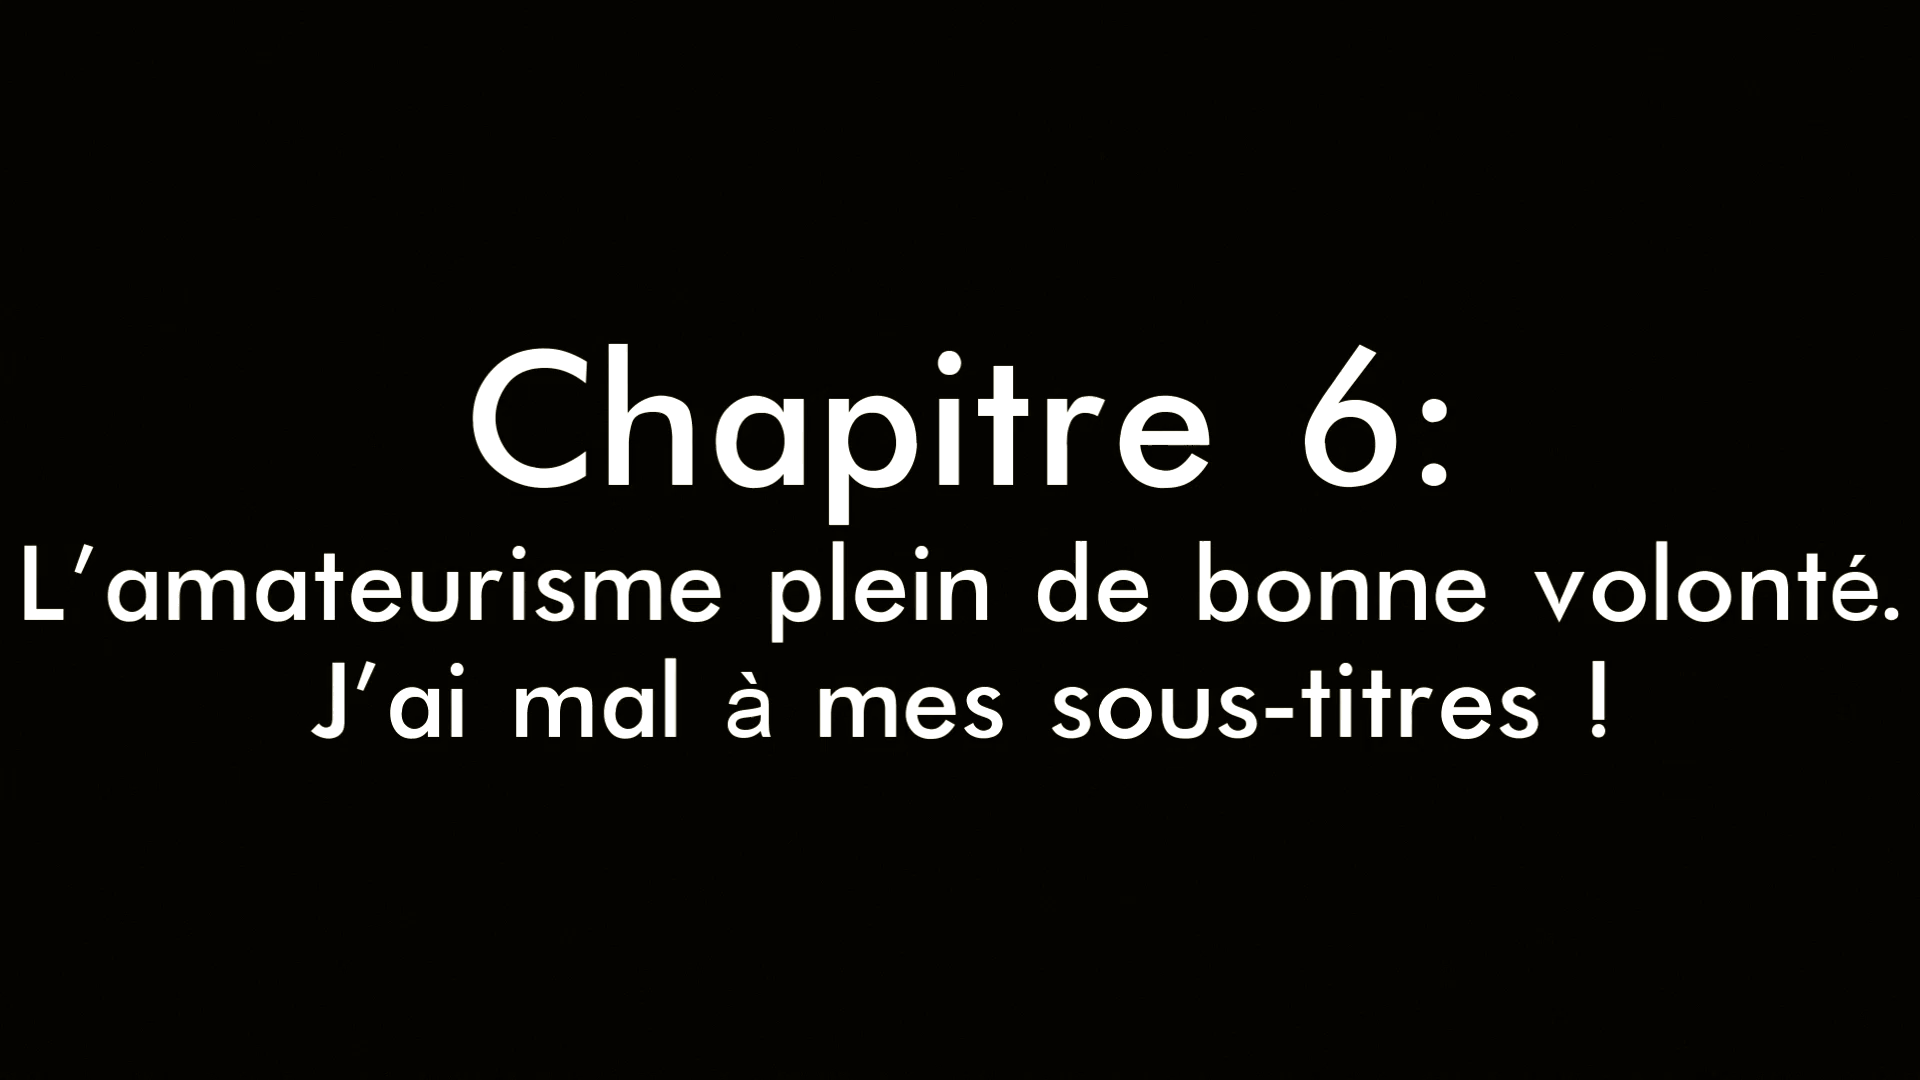 Chapitre 6:
L'amateurisme plein de bonne volonté.
J'ai mal à mes sous-titres !